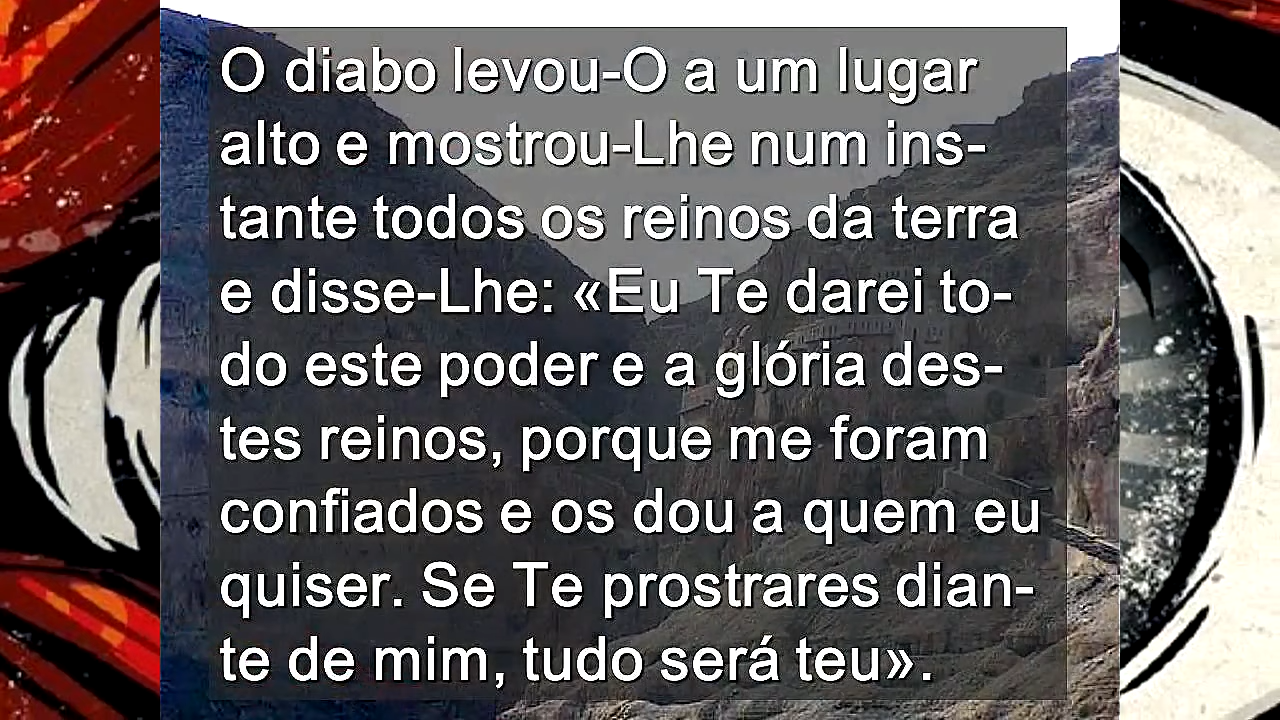 O diabo levou-O a um lugar
alto e mostrou-Lhe num ins-
tante todos os reinos da terra
e disse-Lhe: «Eu Te darei to-
do este poder e a glória des-
tes reinos, porque me foram
confiados e os dou a quem eu
quiser. Se Te prostrares dian-
te de mim, tudo será teu».